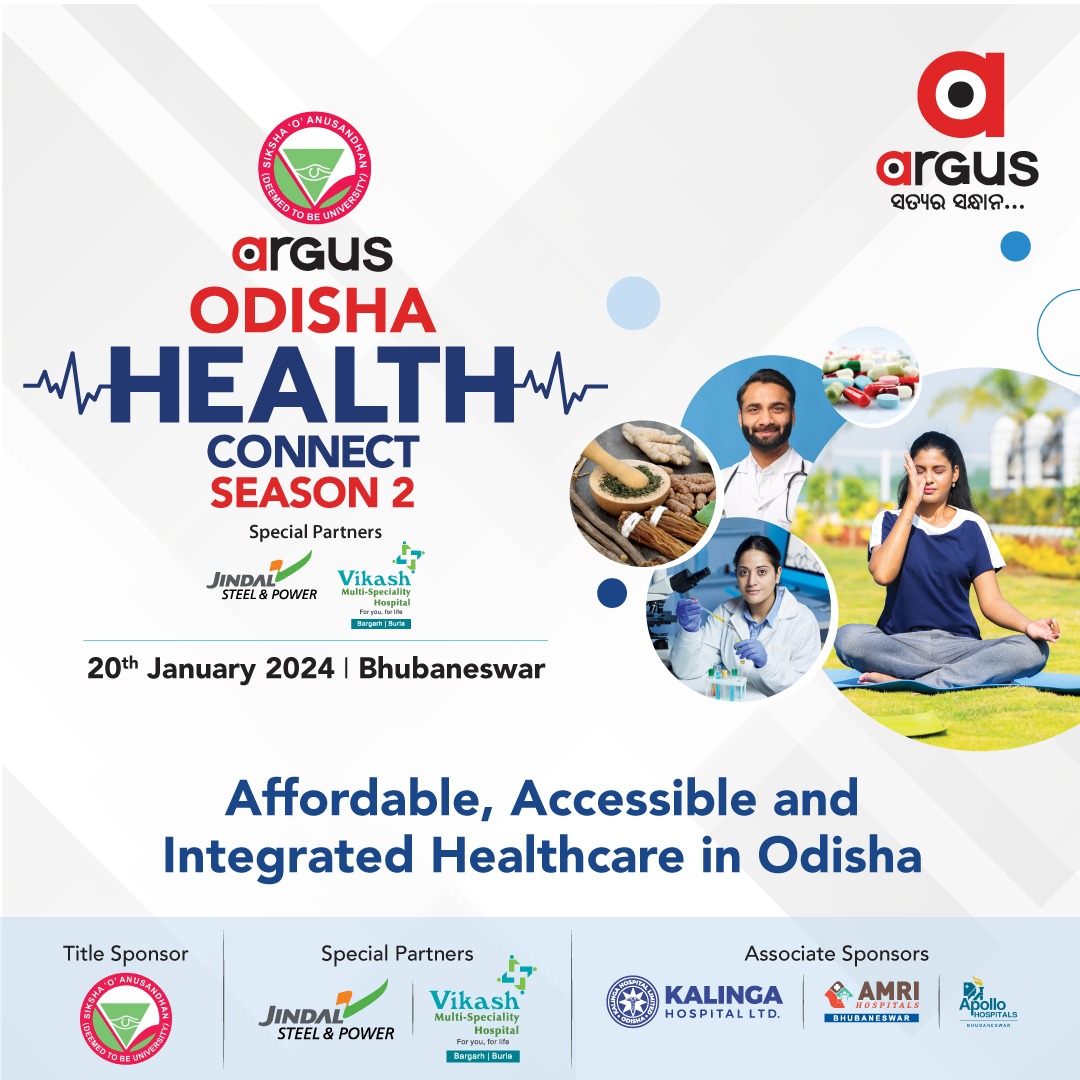 SIKSHA 'O' ANUSANDHAN
(DEEMED TO BE UNIVERSITY)
argus
ODISHA
HEALTH
CONNECT
SEASON 2
Special Partners
JINDAL
STEEL & POWER
Vikash
Multi-Speciality
Hospital
For you, for life
Bargarh | Burla
20th January 2024 | Bhubaneswar
a
argus
ସତ୍ୟର ସନ୍ଧାନ...
Affordable, Accessible and
Integrated Healthcare in Odisha
Title Sponsor
SIKSHA 'O' ANUSANDHAN
(DEEMED TO BE UNIVERSITY)
Special Partners
JINDAL
STEEL & POWER
Vikash
Multi-Speciality
Hospital
For you, for life
Bargarh | Burla
Associate Sponsors
KALINGA HOSPITAL LIMITED
ODISHA
KALINGA
HOSPITAL LTD.
AMRI
HOSPITALS
BHUBANESWAR
Apollo
HOSPITALS
BHUBANESWAR